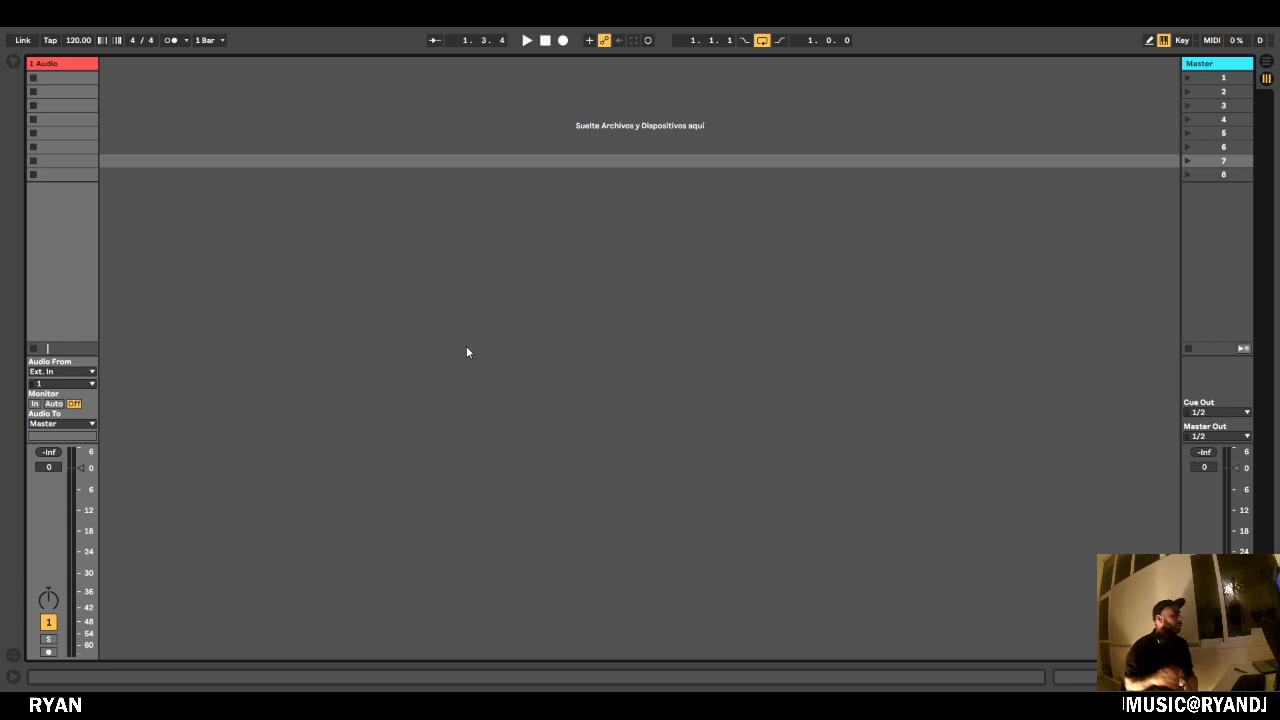 Link Tap 120.00 4 / 4 1 Bar 1. 3. 4 1. 1. 1 1. 0. 0 Key MIDI 0 % D
1 Audio
Master
1
2
3
4
5
6
7
8
Suelte Archivos y Dispositivos aquí
Audio From
Ext. In
1
Monitor
In Auto Off
Audio To
Master
-Inf
0
6
0
6
12
18
24
30
36
42
48
54
60
1
S
Cue Out
1/2
Master Out
1/2
-Inf
0
6
0
6
12
18
24
RYAN
MUSIC@RYANDJ